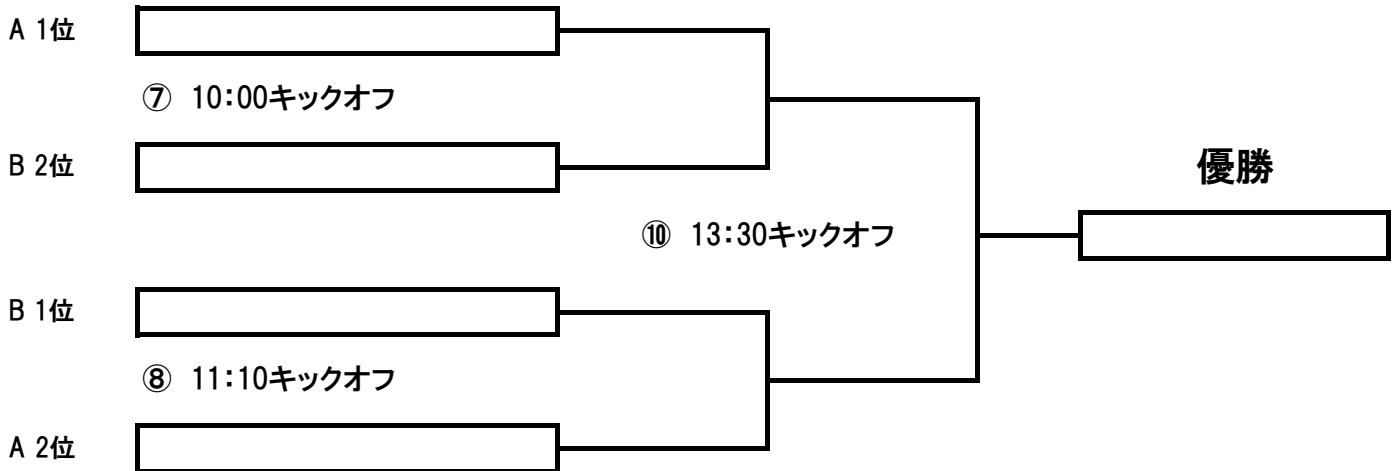 A 1位
⑦ 10:00キックオフ
B 2位
優勝
⑩ 13:30キックオフ
B 1位
⑧ 11:10キックオフ
A 2位